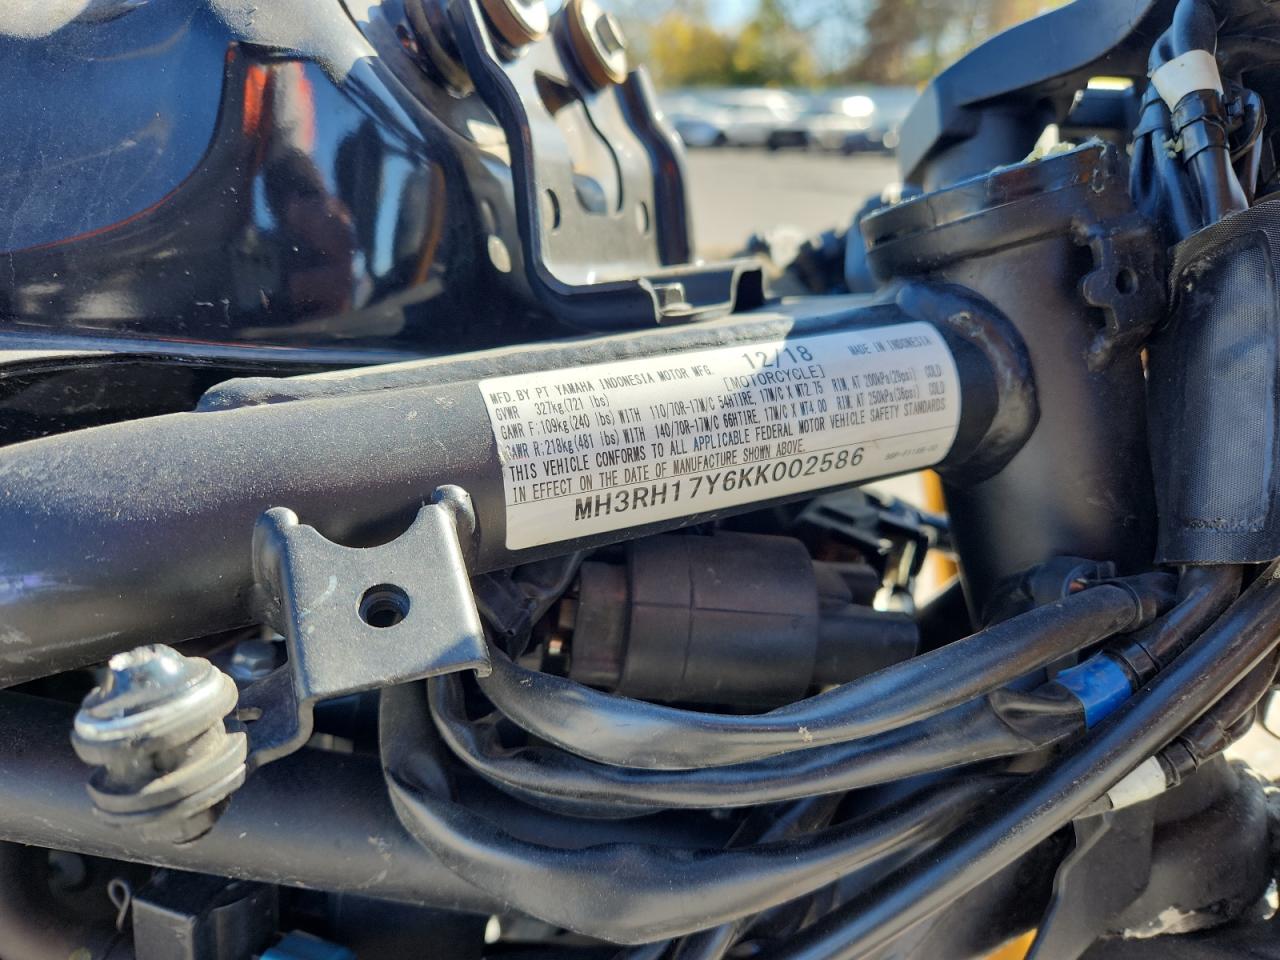 MFD. BY PT YAMAHA INDONESIA MOTOR MFG. 12/18 MADE IN INDONESIA
GVWR 327kg(721 lbs) [MOTORCYCLE]
GAWR F:109kg(240 lbs) WITH 110/70R-17M/C 54HTIRE, 17M/C X MT2.75 RIM, AT 200kPa(29psi) COLD
GAWR R:218kg(481 lbs) WITH 140/70R-17M/C 66HTIRE, 17M/C X MT4.00 RIM, AT 250kPa(36psi) COLD
THIS VEHICLE CONFORMS TO ALL APPLICABLE FEDERAL MOTOR VEHICLE SAFETY STANDARDS
IN EFFECT ON THE DATE OF MANUFACTURE SHOWN ABOVE.
MH3RH17Y6KK002586